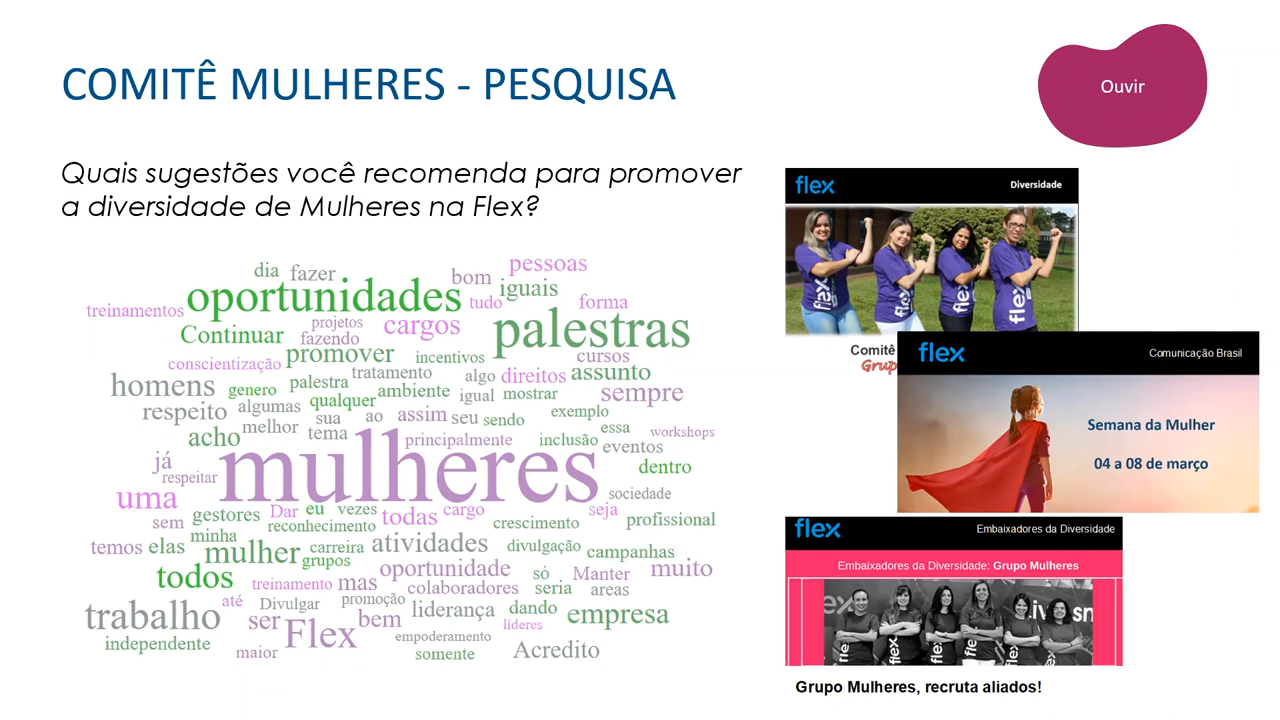 COMITÊ MULHERES - PESQUISA
Ouvir
Quais sugestões você recomenda para promover
a diversidade de Mulheres na Flex?
dia fazer bom pessoas
treinamentos oportunidades tudo iguais forma
Continuar projetos fazendo cargos palestras
conscientização promover incentivos cursos
homens genero palestra tratamento algo direitos assunto
qualquer ambiente igual mostrar sempre
respeito algumas sua ao assim seu sendo exemplo
acho melhor tema principalmente inclusão essa eventos workshops
já respeitar mulheres dentro
uma sociedade
sem gestores Dar eu vezes todas cargo seja
reconhecimento crescimento profissional
temos elas minha mulher carreira grupos atividades divulgação campanhas
todos treinamento mas oportunidade só Manter muito
colaboradores seria areas
trabalho até Divulgar promoção liderança dando empresa
ser Flex bem líderes
independente maior empoderamento somente Acredito
flex
Diversidade
flex
flex
flex
Comitê
Grup
flex
Comunicação Brasil
Semana da Mulher
04 a 08 de março
flex
Embaixadores da Diversidade
Embaixadores da Diversidade: Grupo Mulheres
ex
flex
flex
Grupo Mulheres, recruta aliados!